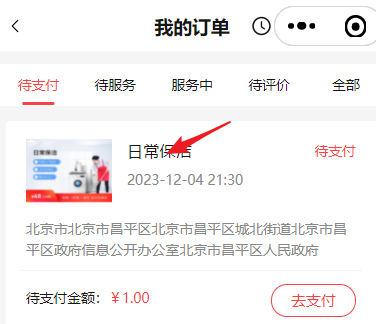 我的订单
待支付 待服务 服务中 待评价 全部
日常保洁
日常保洁 待支付
2023-12-04 21:30
北京市北京市昌平区北京市昌平区城北街道北京市昌
平区政府信息公开办公室北京市昌平区人民政府
待支付金额：￥1.00 去支付